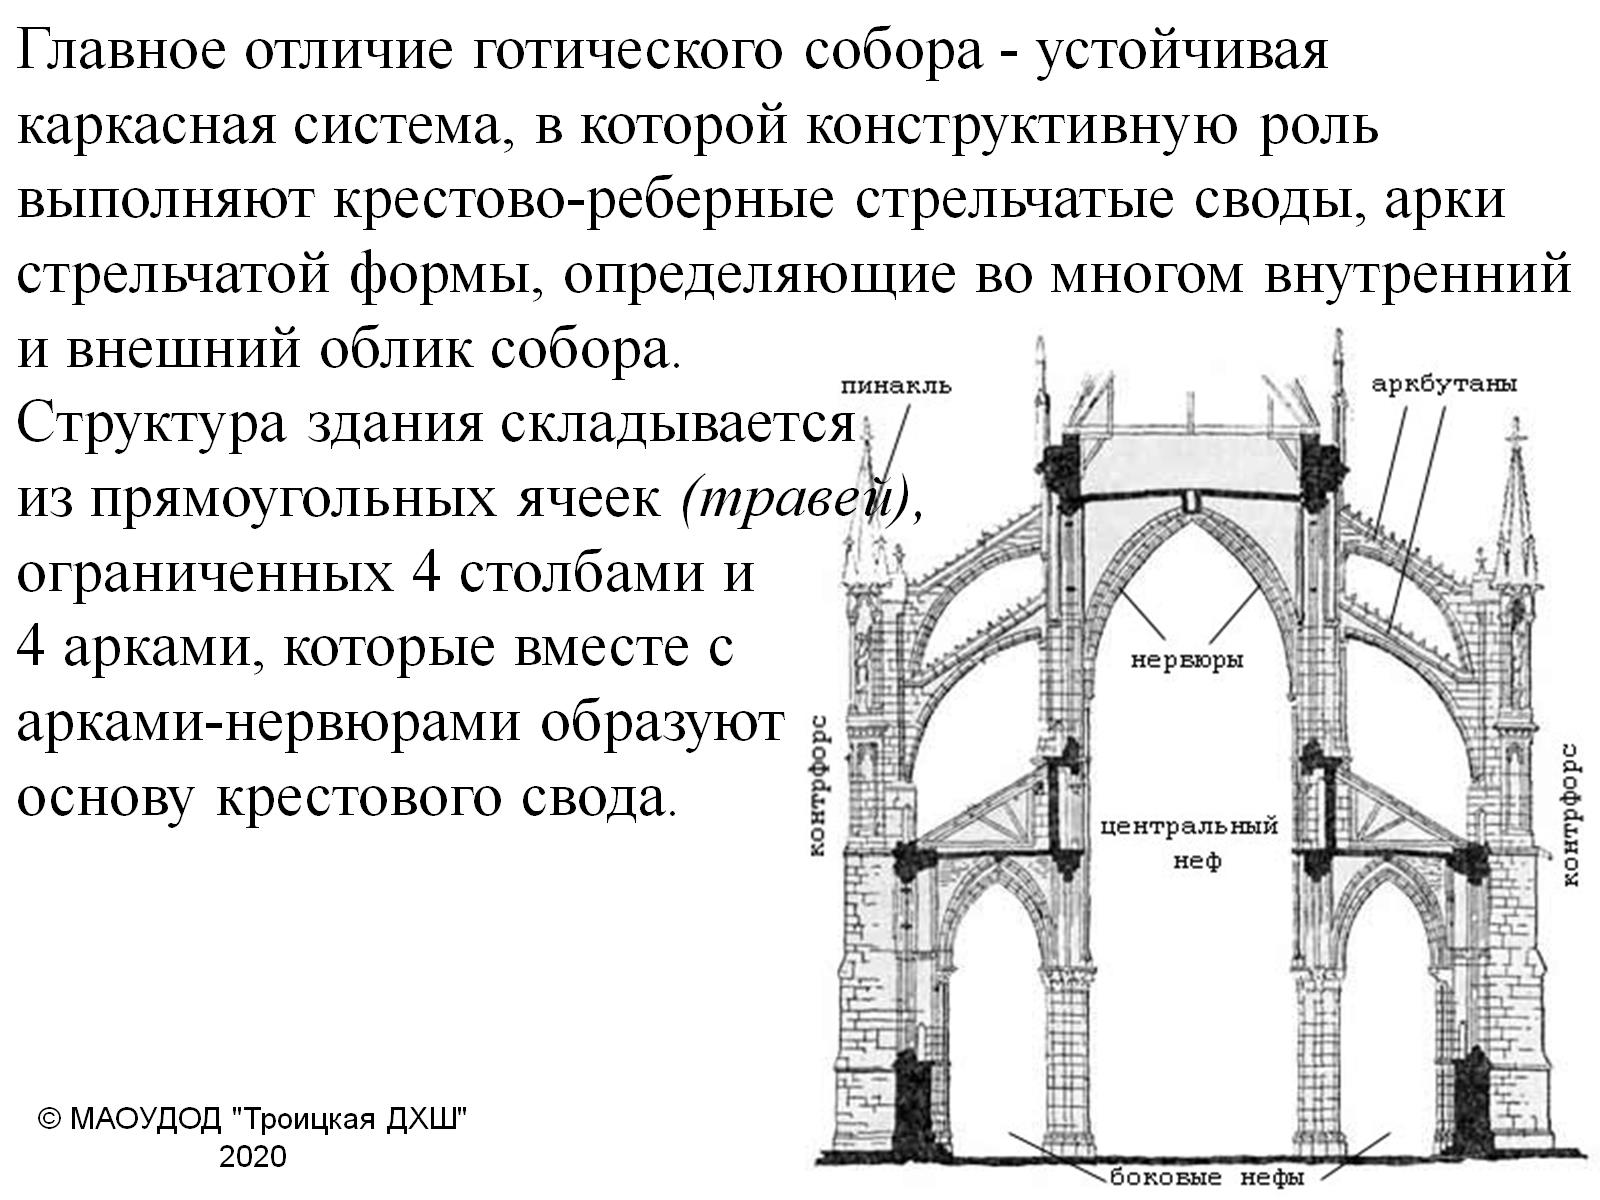 Главное отличие готического собора - устойчивая
каркасная система, в которой конструктивную роль
выполняют крестово-реберные стрельчатые своды, арки
стрельчатой формы, определяющие во многом внутренний
и внешний облик собора.
Структура здания складывается
из прямоугольных ячеек (травей),
ограниченных 4 столбами и
4 арками, которые вместе с
арками-нервюрами образуют
основу крестового свода.
пинакль
аркбутаны
нервюры
контрфорс
центральный
неф
контрфорс
боковые нефы
© МАОУДОД "Троицкая ДХШ"
2020